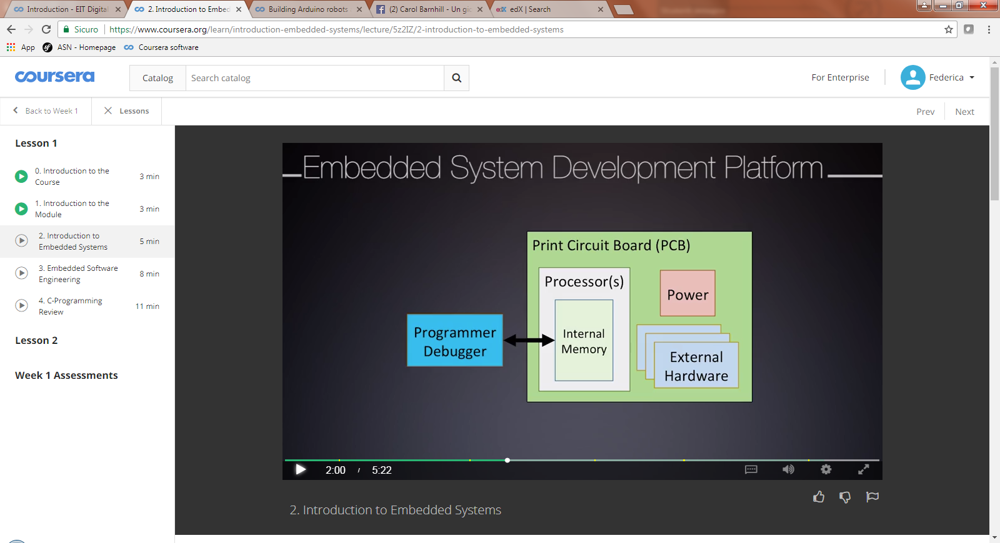 Introduction - EIT Digital
2. Introduction to Embed
Building Arduino robots
(2) Carol Barnhill - Un gio
edX edX | Search
Sicuro https://www.coursera.org/learn/introduction-embedded-systems/lecture/5z2IZ/2-introduction-to-embedded-systems
App ASN - Homepage Coursera software
coursera Catalog Search catalog For Enterprise Federica
Back to Week 1 Lessons Prev Next
Lesson 1
0. Introduction to the
Course
3 min
1. Introduction to the
Module
3 min
2. Introduction to
Embedded Systems
5 min
3. Embedded Software
Engineering
8 min
4. C-Programming
Review
11 min
Lesson 2
Week 1 Assessments
Embedded System Development Platform
Print Circuit Board (PCB)
Processor(s)
Internal
Memory
Power
External
Hardware
Programmer
Debugger
2:00 / 5:22
2. Introduction to Embedded Systems